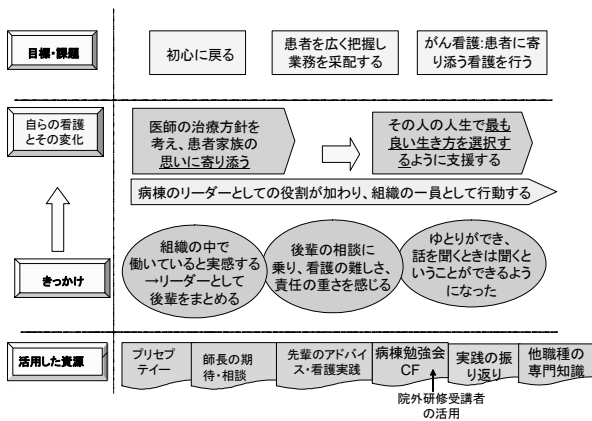 目標・課題
初心に戻る
患者を広く把握し
業務を采配する
がん看護:患者に寄
り添う看護を行う
自らの看護
とその変化
医師の治療方針を
考え、患者家族の
思いに寄り添う
その人の人生で最も
良い生き方を選択す
るように支援する
病棟のリーダーとしての役割が加わり、組織の一員として行動する
きっかけ
組織の中で
働いていると実感する
→リーダーとして
後輩をまとめる
後輩の相談に
乗り、看護の難しさ、
責任の重さを感じる
ゆとりができ、
話を聞くときは聞くと
いうことができるよう
になった
活用した資源
プリセプ
テイー
師長の期
待・相談
先輩のアドバイ
ス・看護実践
病棟勉強会
CF
実践の振
り返り
他職種の
専門知識
院外研修受講者
の活用